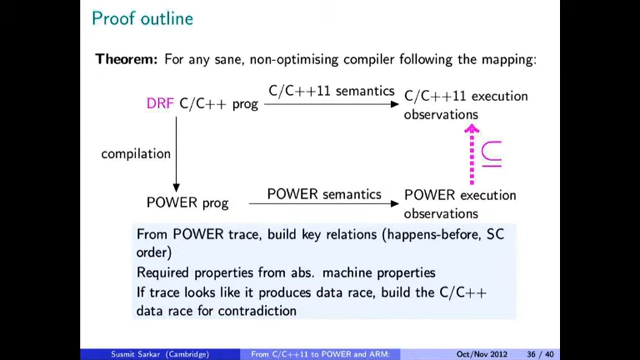 Proof outline
Theorem: For any sane, non-optimising compiler following the mapping:
C/C++11 semantics
DRF C/C++ prog
C/C++11 execution
observations
compilation
⊆
POWER semantics
POWER prog
POWER execution
observations
From POWER trace, build key relations (happens-before, SC
order)
Required properties from abs. machine properties
If trace looks like it produces data race, build the C/C++
data race for contradiction
Susmit Sarkar (Cambridge) From C/C++11 to POWER and ARM: Oct/Nov 2012 36 / 40